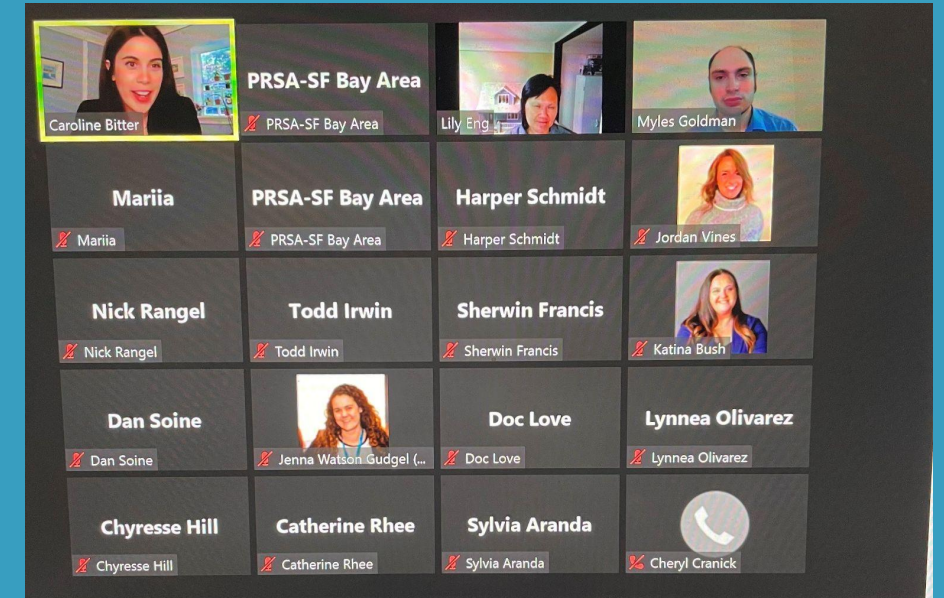 Caroline Bitter
PRSA-SF Bay Area
PRSA-SF Bay Area
Lily Eng
Myles Goldman
Mariia
Mariia
PRSA-SF Bay Area
PRSA-SF Bay Area
Harper Schmidt
Harper Schmidt
Jordan Vines
Nick Rangel
Nick Rangel
Todd Irwin
Todd Irwin
Sherwin Francis
Sherwin Francis
Katina Bush
Dan Soine
Dan Soine
Jenna Watson Gudgel (...
Doc Love
Doc Love
Lynnea Olivarez
Lynnea Olivarez
Chyresse Hill
Chyresse Hill
Catherine Rhee
Catherine Rhee
Sylvia Aranda
Sylvia Aranda
Cheryl Cranick